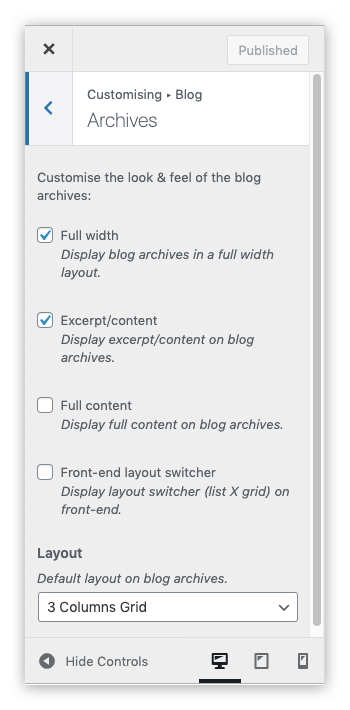 Published
Customising ▸ Blog
Archives
Customise the look & feel of the blog
archives:
Full width
Display blog archives in a full width
layout.
Excerpt/content
Display excerpt/content on blog
archives.
Full content
Display full content on blog archives.
Front-end layout switcher
Display layout switcher (list X grid) on
front-end.
Layout
Default layout on blog archives.
3 Columns Grid
Hide Controls